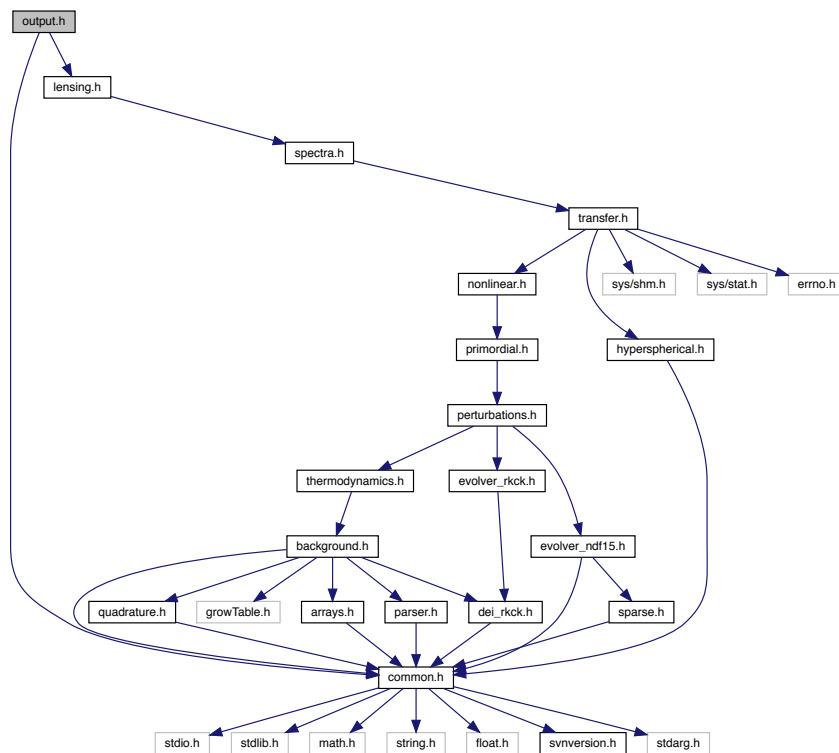 output.h
lensing.h
spectra.h
transfer.h
nonlinear.h
sys/shm.h
sys/stat.h
errno.h
primordial.h
hyperspherical.h
perturbations.h
thermodynamics.h
evolver_rkck.h
background.h
evolver_ndf15.h
quadrature.h
growTable.h
arrays.h
parser.h
dei_rkck.h
sparse.h
common.h
stdio.h
stdlib.h
math.h
string.h
float.h
svnversion.h
stdarg.h